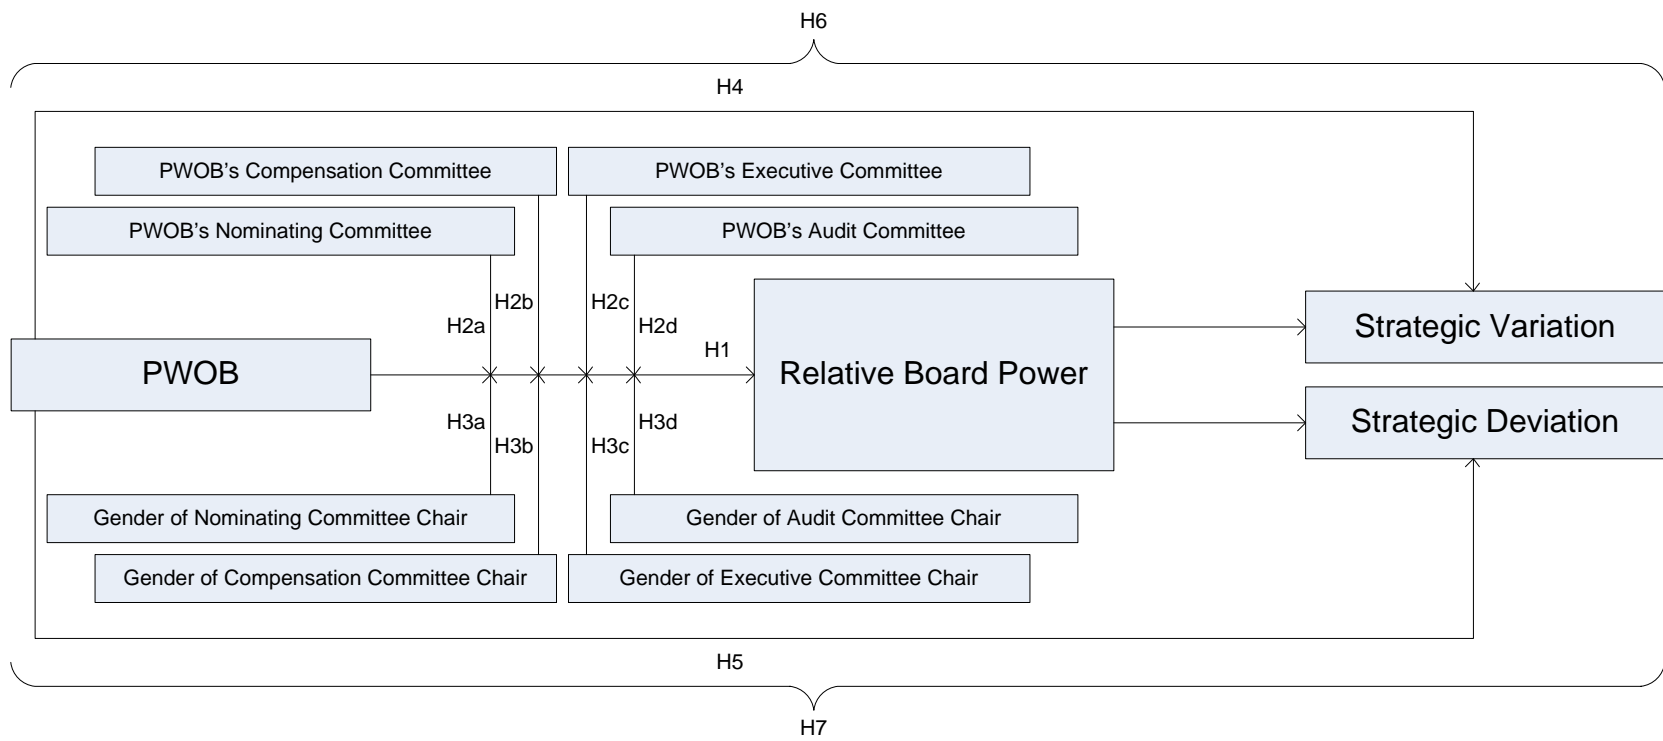 H6
H4
PWOB's Compensation Committee
PWOB's Executive Committee
PWOB's Nominating Committee
PWOB's Audit Committee
H2b
H2c
H2a
H2d
H1
PWOB
Relative Board Power
Strategic Variation
Strategic Deviation
H3a
H3d
H3b
H3c
Gender of Nominating Committee Chair
Gender of Audit Committee Chair
Gender of Compensation Committee Chair
Gender of Executive Committee Chair
H5
H7